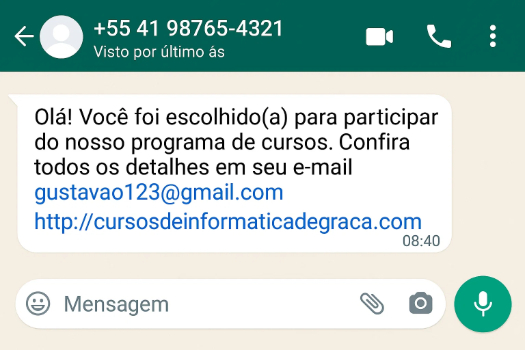 +55 41 98765-4321
Visto por último ás
Olá! Você foi escolhido(a) para participar
do nosso programa de cursos. Confira
todos os detalhes em seu e-mail
gustavao123@gmail.com
http://cursosdeinformaticadegraca.com
08:40
Mensagem